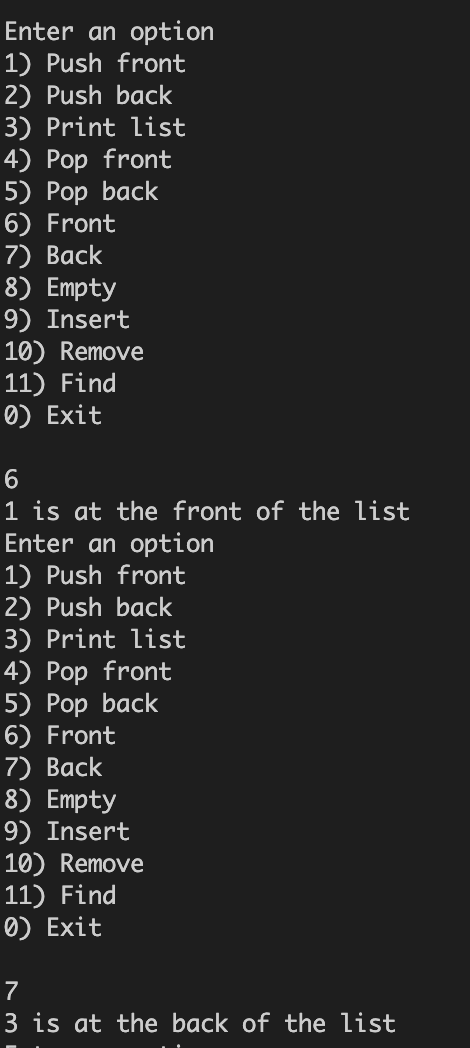 Enter an option
1) Push front
2) Push back
3) Print list
4) Pop front
5) Pop back
6) Front
7) Back
8) Empty
9) Insert
10) Remove
11) Find
0) Exit
6
1 is at the front of the list
Enter an option
1) Push front
2) Push back
3) Print list
4) Pop front
5) Pop back
6) Front
7) Back
8) Empty
9) Insert
10) Remove
11) Find
0) Exit
7
3 is at the back of the list